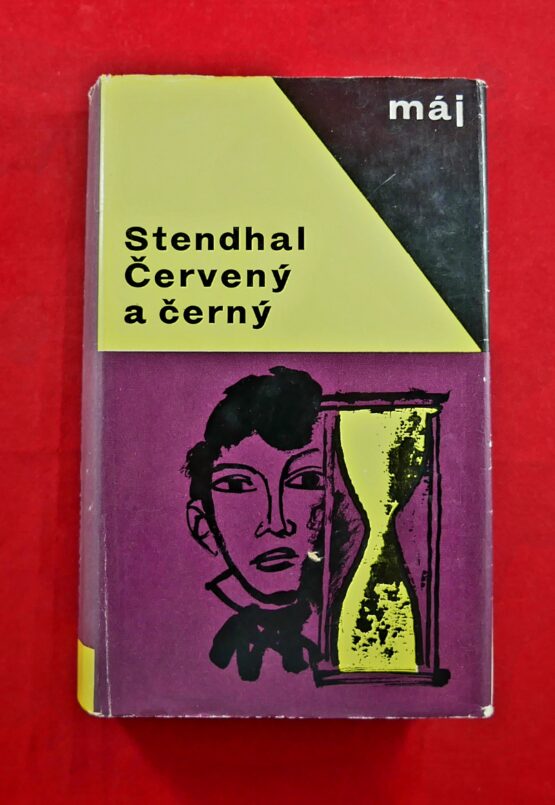 máj
Stendhal
Červený
a černý